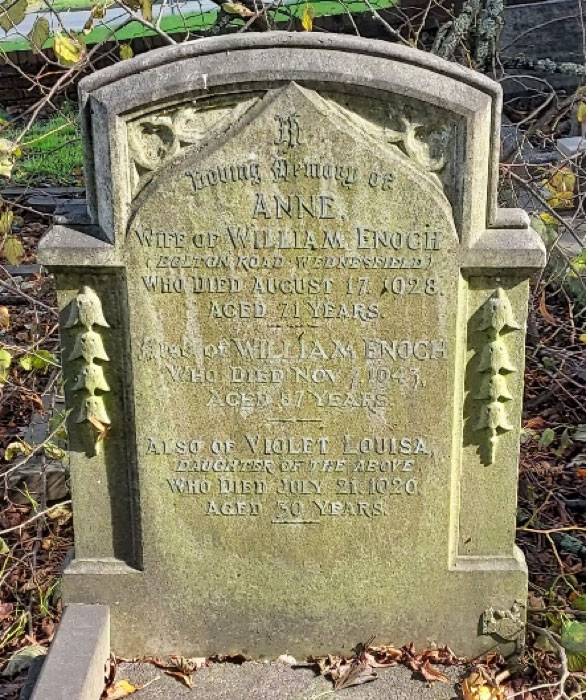 In
Loving Memory of
ANNE,
WIFE OF WILLIAM ENOCH
(BOLTON ROAD WEDNESFIELD)
WHO DIED AUGUST 17, 1928,
AGED 71 YEARS.
Also of WILLIAM ENOCH
WHO DIED NOV 1943,
AGED 87 YEARS.
ALSO OF VIOLET LOUISA,
DAUGHTER OF THE ABOVE,
WHO DIED JULY 21,
AGED 30 YEARS.